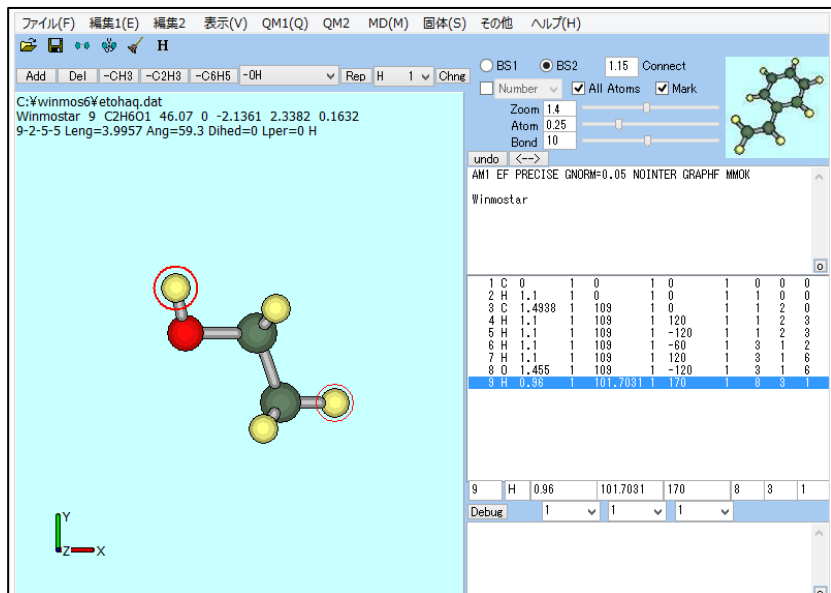 ファイル(F) 編集1(E) 編集2 表示(V) QM1(Q) QM2 MD(M) 固体(S) その他 ヘルプ(H)
H
Add Del -CH3 -C2H3 -C6H5 -OH Rep H 1 Chng
BS1 BS2 1.15 Connect
Number All Atoms Mark
Zoom 1.4
Atom 0.25
Bond 10
undo <-->
C:¥winmos6¥etohaq.dat
Winmostar 9 C2H6O1 46.07 0 -2.1361 2.3382 0.1632
9-2-5-5 Leng=3.9957 Ang=59.3 Dihed=0 Lper=0 H
AM1 EF PRECISE GNORM=0.05 NOINTER GRAPHF MMOK
Winmostar
1 C 0 1 0 1 0 1 0 0 0
2 H 1.1 1 0 1 0 1 1 0 0
3 C 1.4938 1 109 1 0 1 1 2 0
4 H 1.1 1 109 1 120 1 1 2 3
5 H 1.1 1 109 1 -120 1 1 2 3
6 H 1.1 1 109 1 -60 1 3 1 2
7 H 1.1 1 109 1 120 1 3 1 6
8 O 1.455 1 109 1 -120 1 3 1 6
9 H 0.96 1 101.7031 1 170 1 8 3 1
9 H 0.96 101.7031 170 8 3 1
Debug 1 1 1
Y
Z X